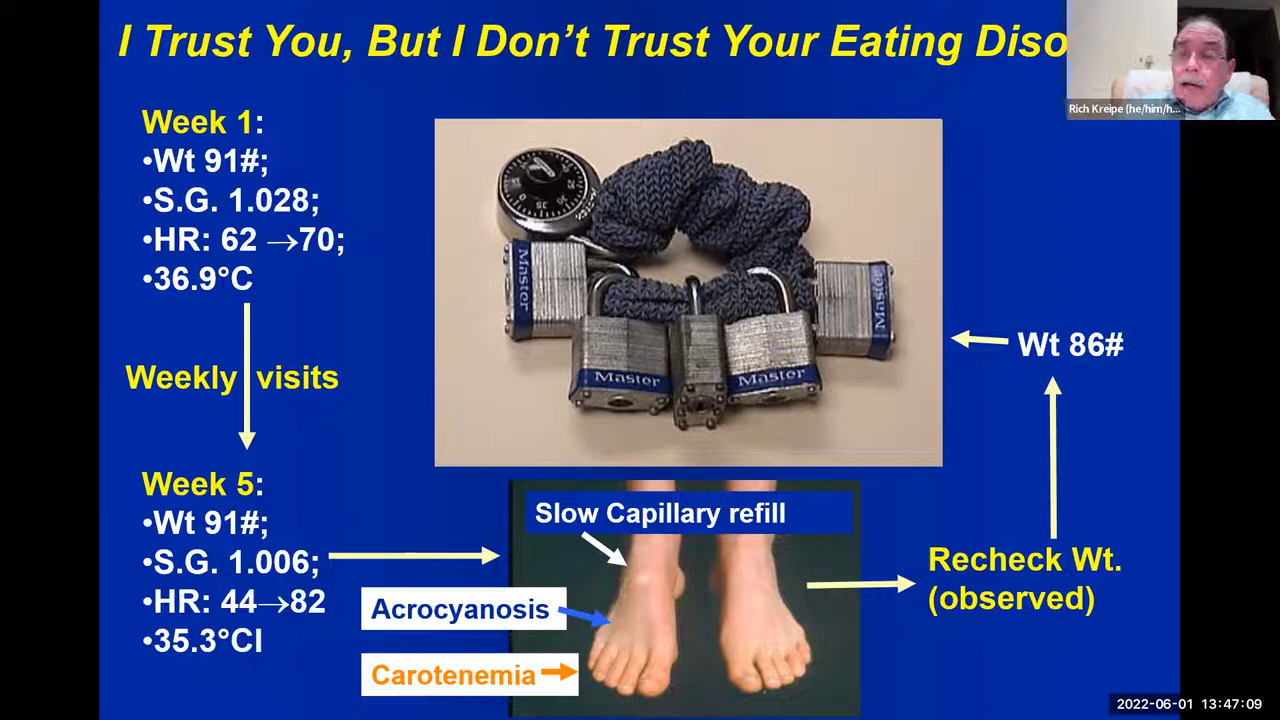 I Trust You, But I Don’t Trust Your Eating Diso
Rich Kreipe (he/him/h...
Week 1:
•Wt 91#;
•S.G. 1.028;
•HR: 62 →70;
•36.9°C
Weekly visits
Week 5:
•Wt 91#;
•S.G. 1.006;
•HR: 44→82
•35.3°Cl
Master
Master
Master
Master
Slow Capillary refill
Acrocyanosis
Carotenemia
Wt 86#
Recheck Wt.
(observed)
2022-06-01 13:47:09